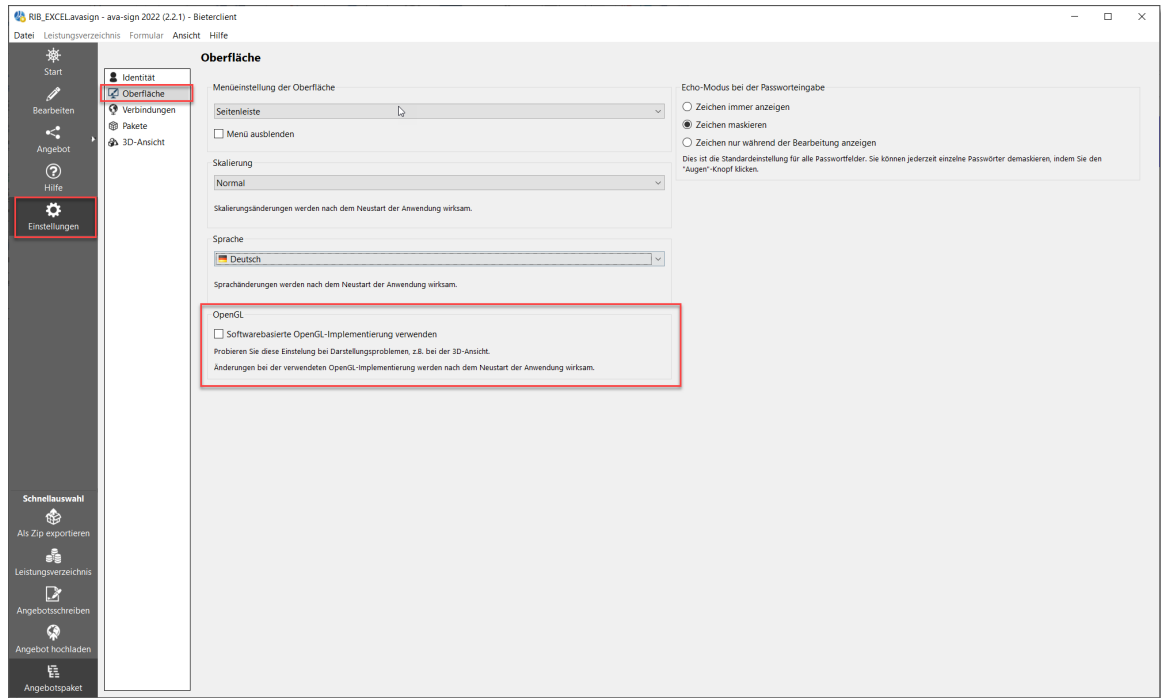 RIB_EXCEL.avasign - ava-sign 2022 (2.2.1) - Bieterclient
Datei Leistungsverzeichnis Formular Ansicht Hilfe
Start
Bearbeiten
Angebot
Hilfe
Einstellungen
Schnellauswahl
Als Zip exportieren
Leistungsverzeichnis
Angebotsschreiben
Angebot hochladen
Angebotspaket
Identität
Oberfläche
Verbindungen
Pakete
3D-Ansicht
Oberfläche
Menüeinstellung der Oberfläche
Seitenleiste
Menü ausblenden
Skalierung
Normal
Skalierungsänderungen werden nach dem Neustart der Anwendung wirksam.
Sprache
Deutsch
Sprachänderungen werden nach dem Neustart der Anwendung wirksam.
OpenGL
Softwarebasierte OpenGL-Implementierung verwenden
Probieren Sie diese Einstelung bei Darstellungsproblemen, z.B. bei der 3D-Ansicht.
Änderungen bei der verwendeten OpenGL-Implementierung werden nach dem Neustart der Anwendung wirksam.
Echo-Modus bei der Passworteingabe
Zeichen immer anzeigen
Zeichen maskieren
Zeichen nur während der Bearbeitung anzeigen
Dies ist die Standardeinstellung für alle Passwortfelder. Sie können jederzeit einzelne Passwörter demaskieren, indem Sie den
"Augen"-Knopf klicken.